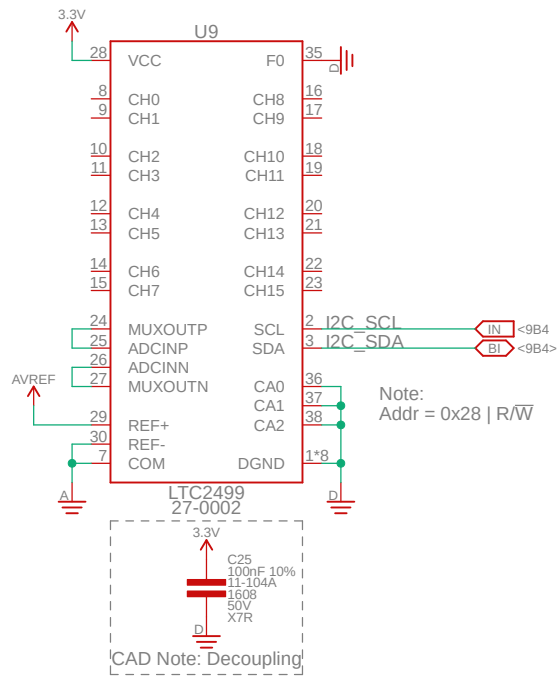 3.3V
U9
28 VCC F0 35 D
8 CH0 CH8 16
9 CH1 CH9 17
10 CH2 CH10 18
11 CH3 CH11 19
12 CH4 CH12 20
13 CH5 CH13 21
14 CH6 CH14 22
15 CH7 CH15 23
24 MUXOUTP SCL 2 I2C_SCL IN <9B4
25 ADCINP SDA 3 I2C_SDA BI <9B4>
26 ADCINN
27 MUXOUTN CA0 36
AVREF
CA1 37
29 REF+ CA2 38
Note:
Addr = 0x28 | R/W̅
30 REF-
7 COM DGND 1*8
A
D
LTC2499
27-0002
3.3V
C25
100nF 10%
11-104A
1608
50V
X7R
D
CAD Note: Decoupling